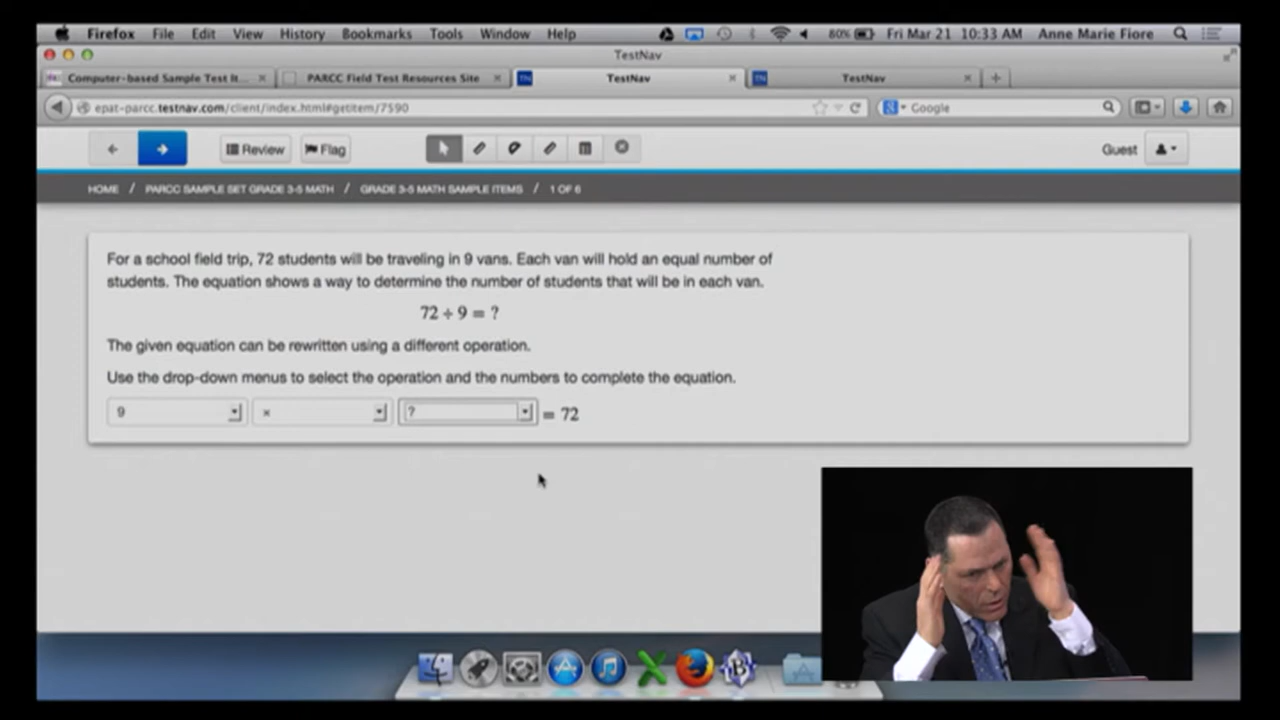 Firefox File Edit View History Bookmarks Tools Window Help 80% Fri Mar 21 10:33 AM Anne Marie Fiore
TestNav
Computer-based Sample Test It... PARCC Field Test Resources Site TestNav TestNav
epat-parcc.testnav.com/client/index.html#getitem/7590 Google
Review Flag Guest
HOME / PARCC SAMPLE SET GRADE 3-5 MATH / GRADE 3-5 MATH SAMPLE ITEMS / 1 OF 6
For a school field trip, 72 students will be traveling in 9 vans. Each van will hold an equal number of
students. The equation shows a way to determine the number of students that will be in each van.
72 ÷ 9 = ?
The given equation can be rewritten using a different operation.
Use the drop-down menus to select the operation and the numbers to complete the equation.
9 × ? = 72